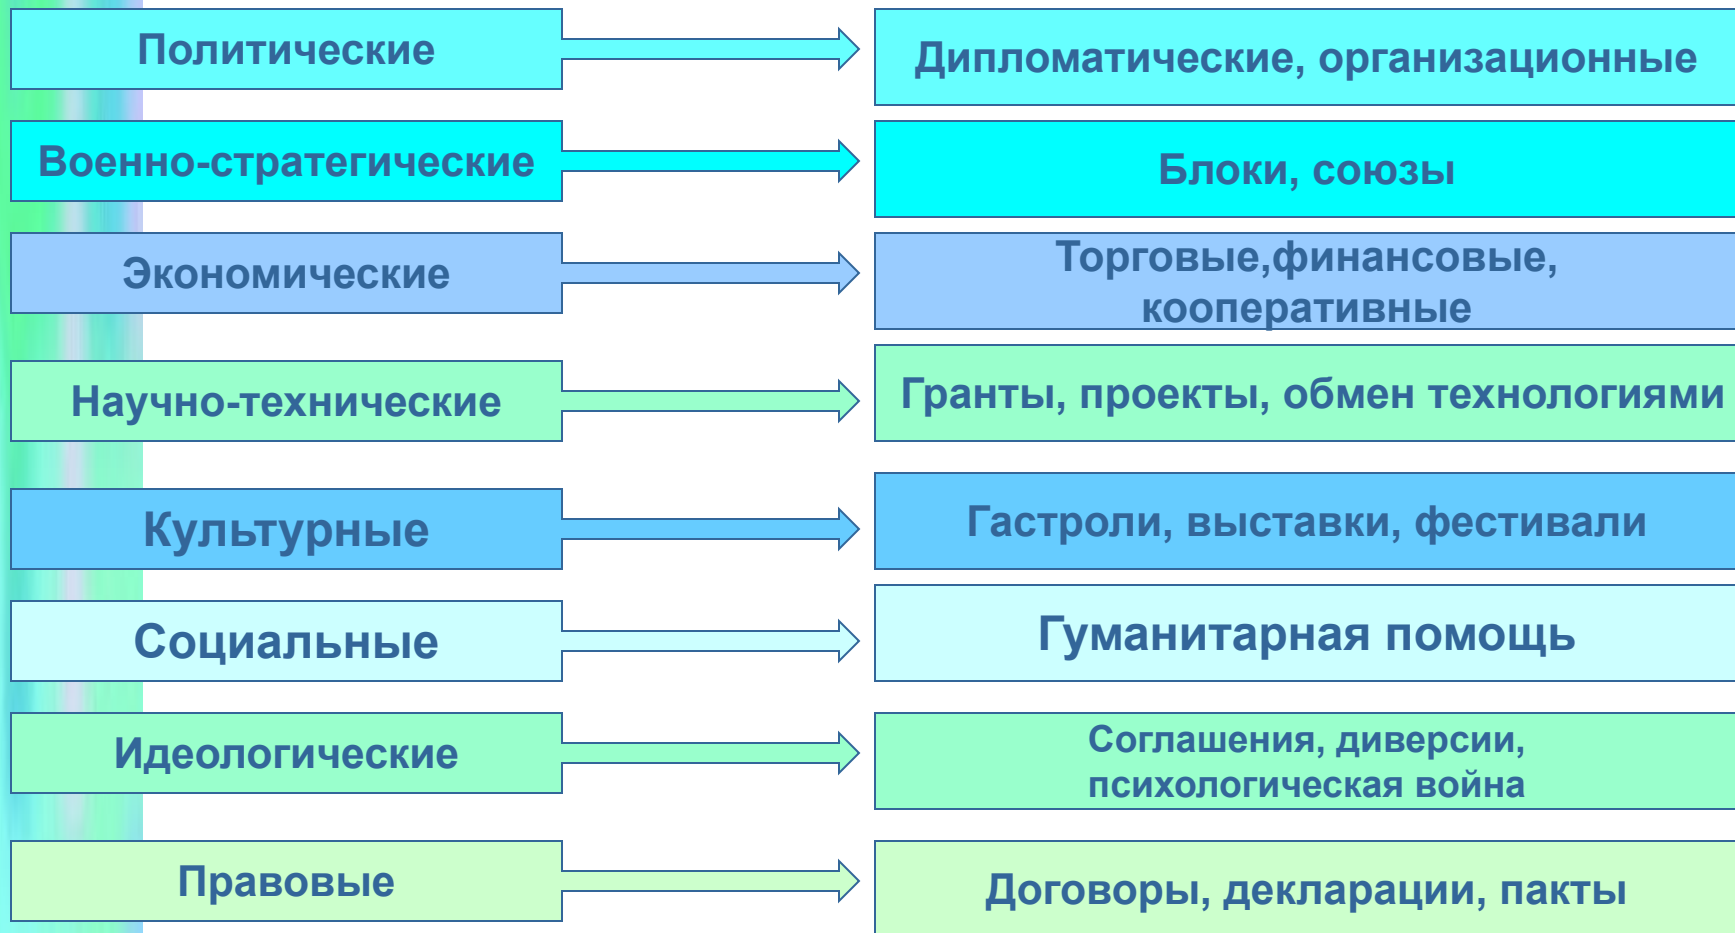 Политические
Дипломатические, организационные
Военно-стратегические
Блоки, союзы
Экономические
Торговые,финансовые,
кооперативные
Научно-технические
Гранты, проекты, обмен технологиями
Культурные
Гастроли, выставки, фестивали
Социальные
Гуманитарная помощь
Идеологические
Соглашения, диверсии,
психологическая война
Правовые
Договоры, декларации, пакты